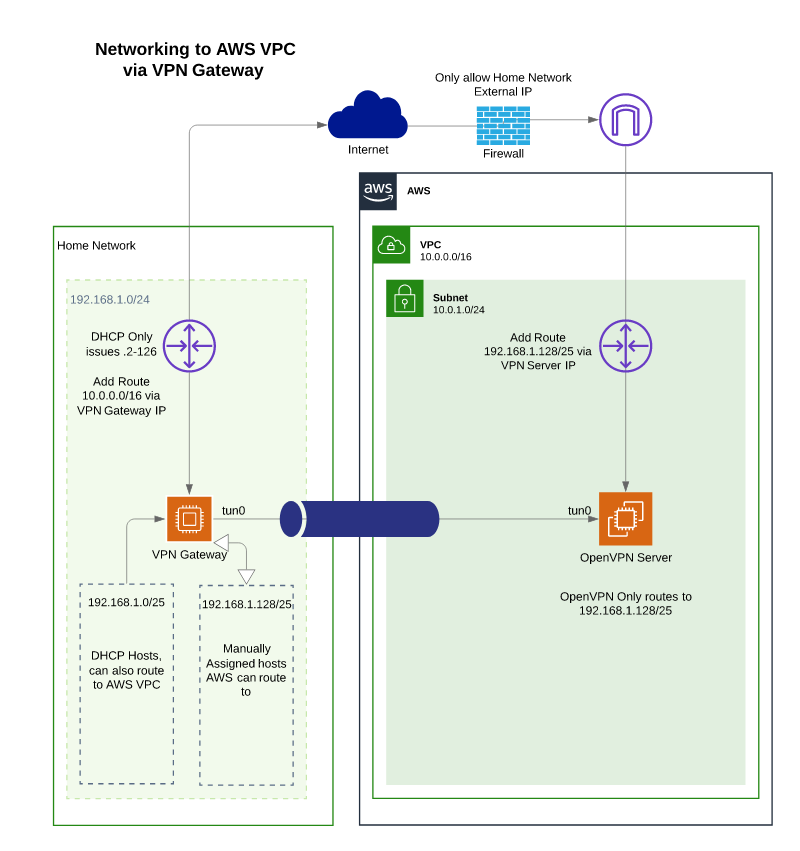 Networking to AWS VPC
via VPN Gateway
Only allow Home Network
External IP
Internet
Firewall
aws
AWS
Home Network
VPC
10.0.0.0/16
192.168.1.0/24
Subnet
10.0.1.0/24
DHCP Only
issues .2-126
Add Route
10.0.0.0/16 via
VPN Gateway IP
Add Route
192.168.1.128/25 via
VPN Server IP
tun0
tun0
VPN Gateway
OpenVPN Server
192.168.1.0/25
DHCP Hosts,
can also route
to AWS VPC
192.168.1.128/25
Manually
Assigned hosts
AWS can route
to
OpenVPN Only routes to
192.168.1.128/25